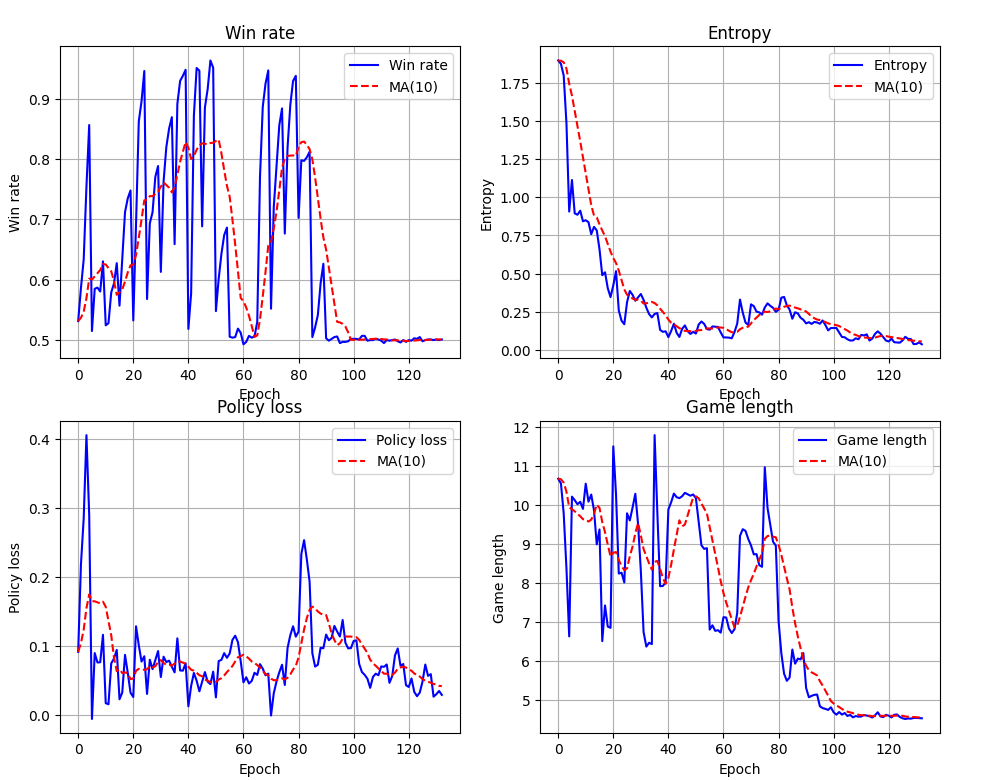 Win rate
Win rate
MA(10)
0.9
0.8
0.7
0.6
0.5
Win rate
0
20
40
60
80
100
120
Epoch
Entropy
Entropy
MA(10)
1.75
1.50
1.25
1.00
0.75
0.50
0.25
0.00
Entropy
0
20
40
60
80
100
120
Epoch
Policy loss
Policy loss
MA(10)
0.4
0.3
0.2
0.1
0.0
Policy loss
0
20
40
60
80
100
120
Epoch
Game length
Game length
MA(10)
12
11
10
9
8
7
6
5
Game length
0
20
40
60
80
100
120
Epoch